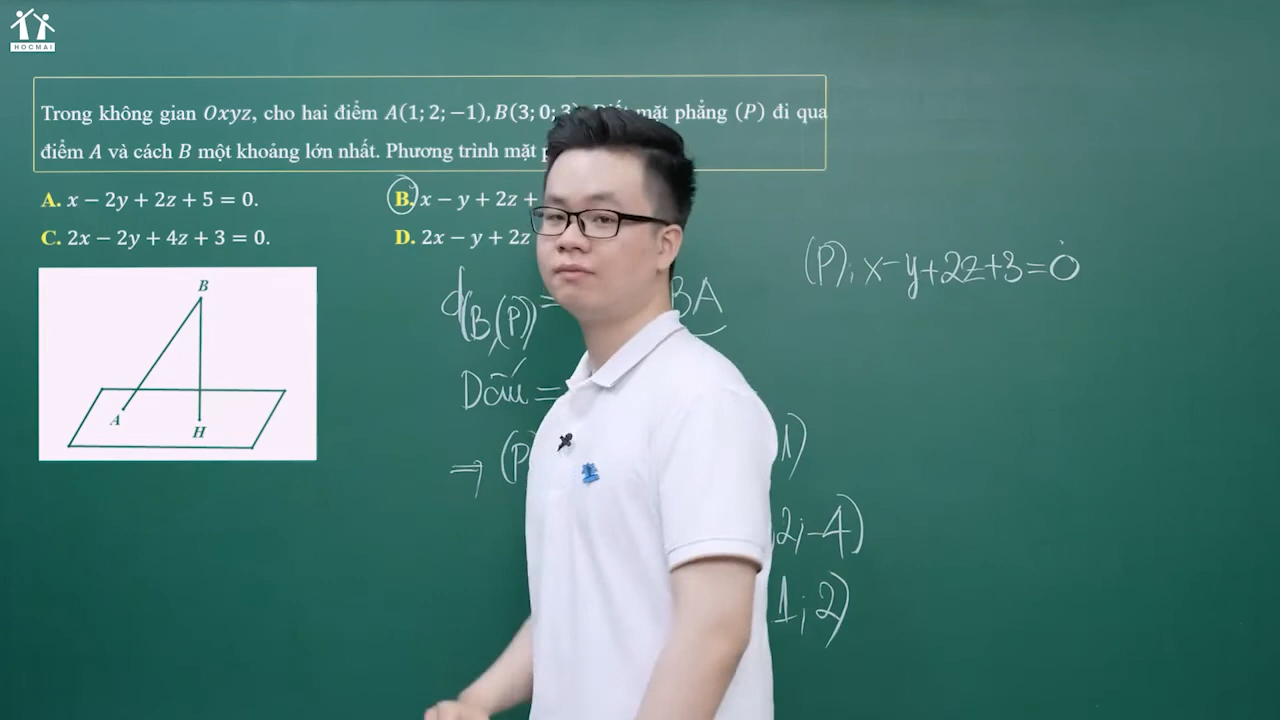 HOCMAI
Trong không gian Oxyz, cho hai điểm A(1; 2; −1), B(3; 0; 3). mặt phẳng (P) đi qua
điểm A và cách B một khoảng lớn nhất. Phương trình mặt
A. x − 2y + 2z + 5 = 0.
B. x − y + 2z +
C. 2x − 2y + 4z + 3 = 0.
D. 2x − y + 2z
B
A
H
d(B,(P)) = BA
Dấu =
⇒ (P
1)
2; −4)
1; 2)
(P): x − y + 2z + 3 = 0